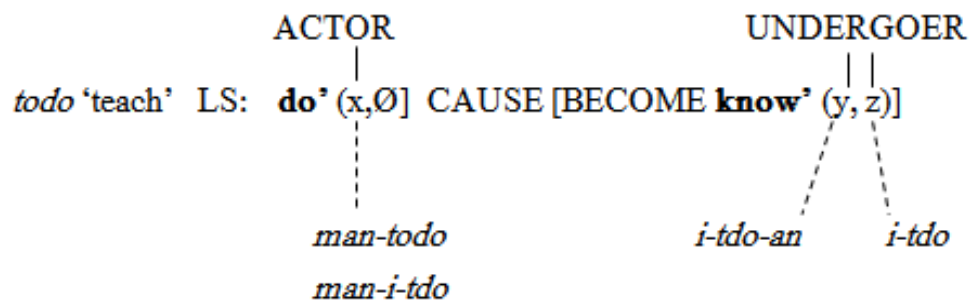 ACTOR UNDERGOER
todo ‘teach’ LS: do’ (x,Ø] CAUSE [BECOME know’ (y, z)]
man-todo i-tdo-an i-tdo
man-i-tdo